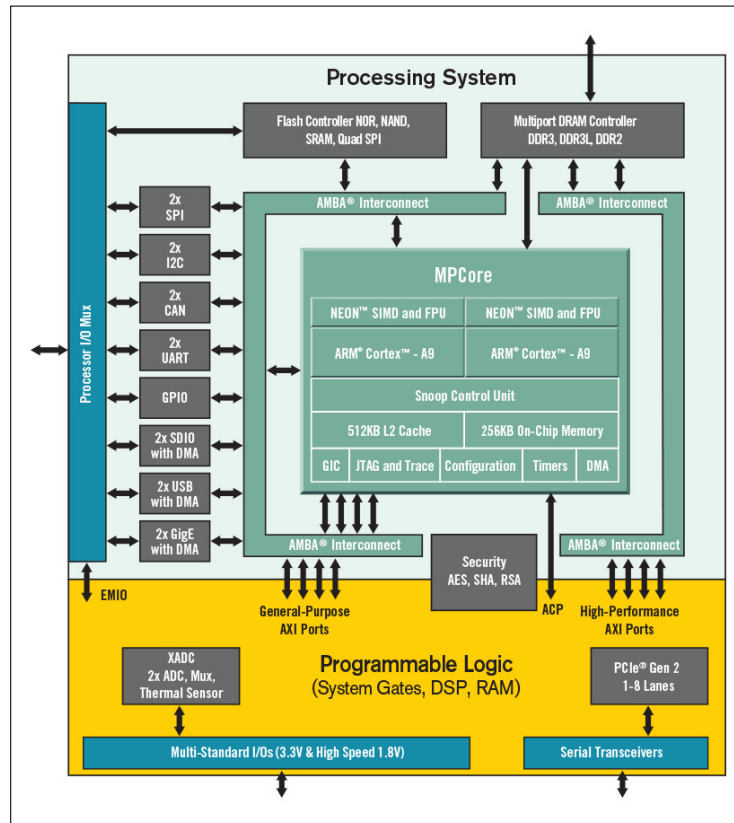 Processing System
Flash Controller NOR, NAND,
SRAM, Quad SPI
Multiport DRAM Controller
DDR3, DDR3L, DDR2
Processor I/O Mux
2x
SPI
2x
I2C
2x
CAN
2x
UART
GPIO
2x SDIO
with DMA
2x USB
with DMA
2x GigE
with DMA
AMBA® Interconnect
AMBA® Interconnect
MPCore
NEON™ SIMD and FPU
NEON™ SIMD and FPU
ARM® Cortex™ - A9
ARM® Cortex™ - A9
Snoop Control Unit
512KB L2 Cache
256KB On-Chip Memory
GIC
JTAG and Trace
Configuration
Timers
DMA
AMBA® Interconnect
AMBA® Interconnect
Security
AES, SHA, RSA
EMIO
General-Purpose
AXI Ports
ACP
High-Performance
AXI Ports
XADC
2x ADC, Mux,
Thermal Sensor
Programmable Logic
(System Gates, DSP, RAM)
PCIe® Gen 2
1-8 Lanes
Multi-Standard I/Os (3.3V & High Speed 1.8V)
Serial Transceivers